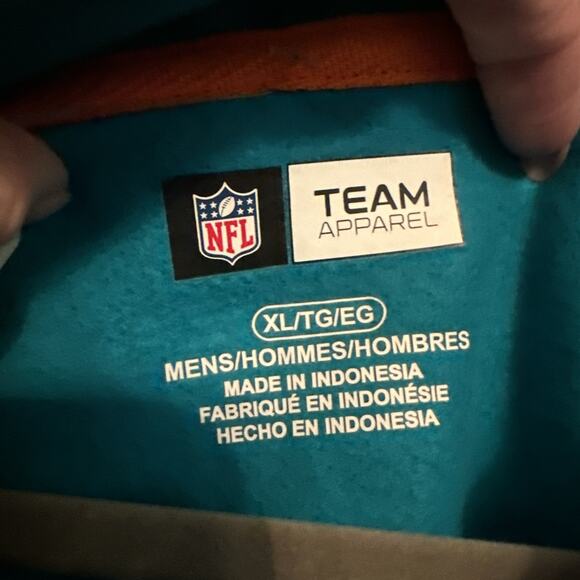 NFL
TEAM
APPAREL
XL/TG/EG
MENS/HOMMES/HOMBRES
MADE IN INDONESIA
FABRIQUÉ EN INDONÉSIE
HECHO EN INDONESIA